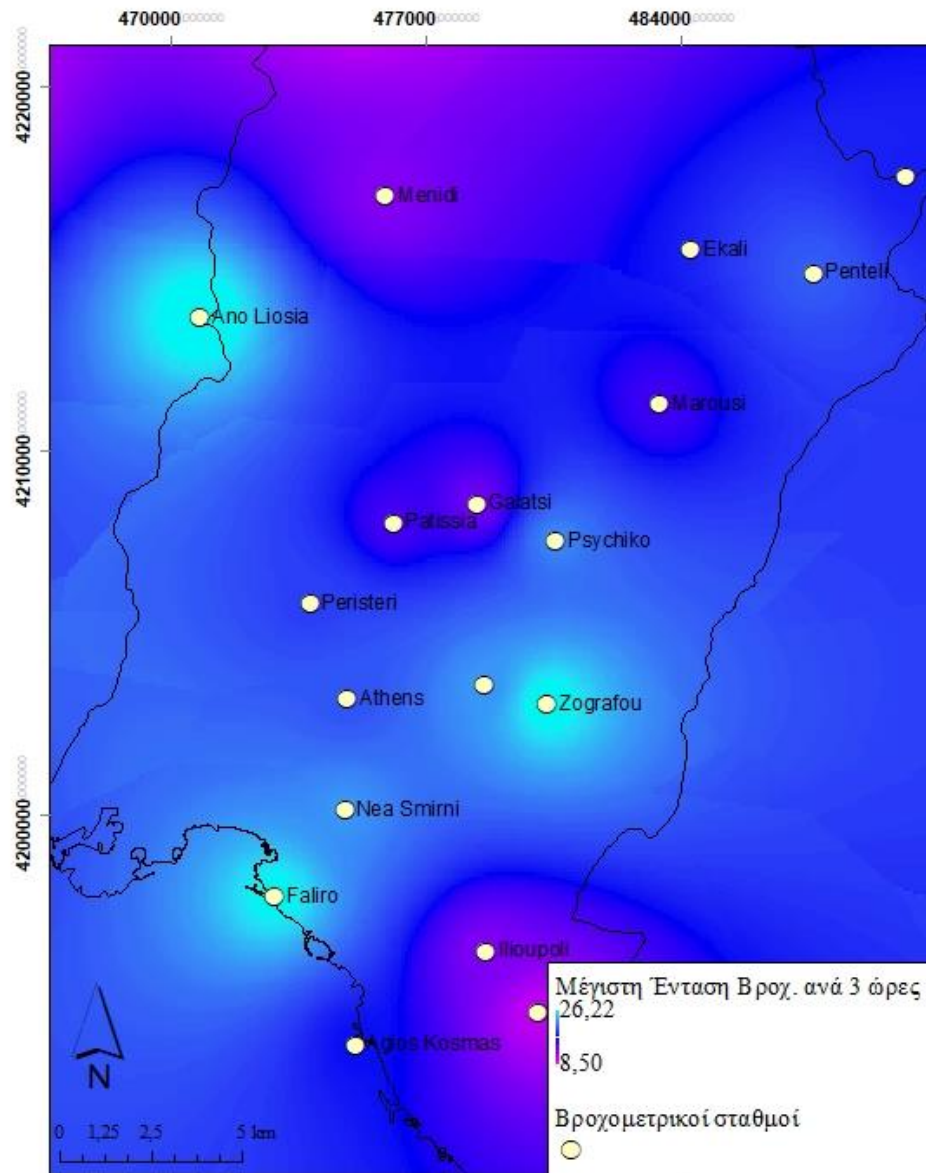 470000 477000 484000
4220000
4210000
4200000
Menidi
Ekali
Penteli
Ano Liosia
Marousi
Galatsi
Patissia
Psychiko
Peristeri
Athens
Zografou
Nea Smirni
Faliro
Ilioupoli
Agios Kosmas
Μέγιστη Ένταση Βροχ. ανά 3 ώρες
26,22
8,50
Βροχομετρικοί σταθμοί
N
0 1,25 2,5 5 km